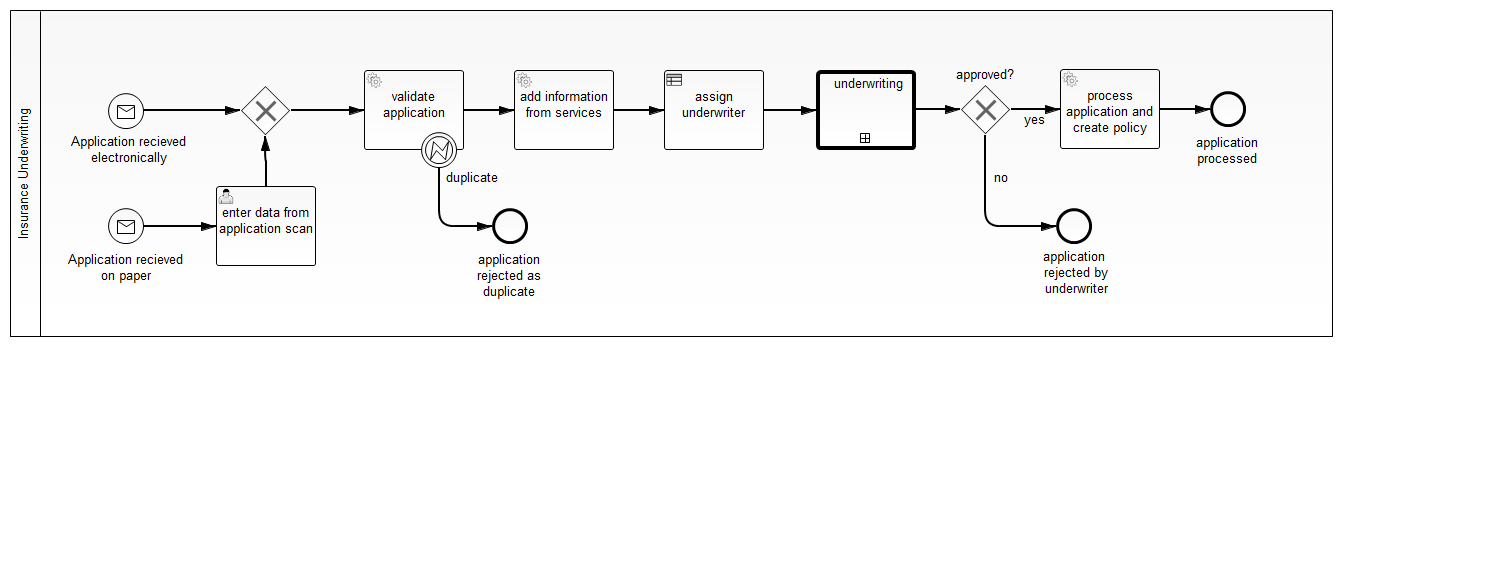 Insurance Underwriting
Application recieved
electronically
Application recieved
on paper
enter data from
application scan
validate
application
duplicate
application
rejected as
duplicate
add information
from services
assign
underwriter
underwriting
approved?
yes
no
application
rejected by
underwriter
process
application and
create policy
application
processed